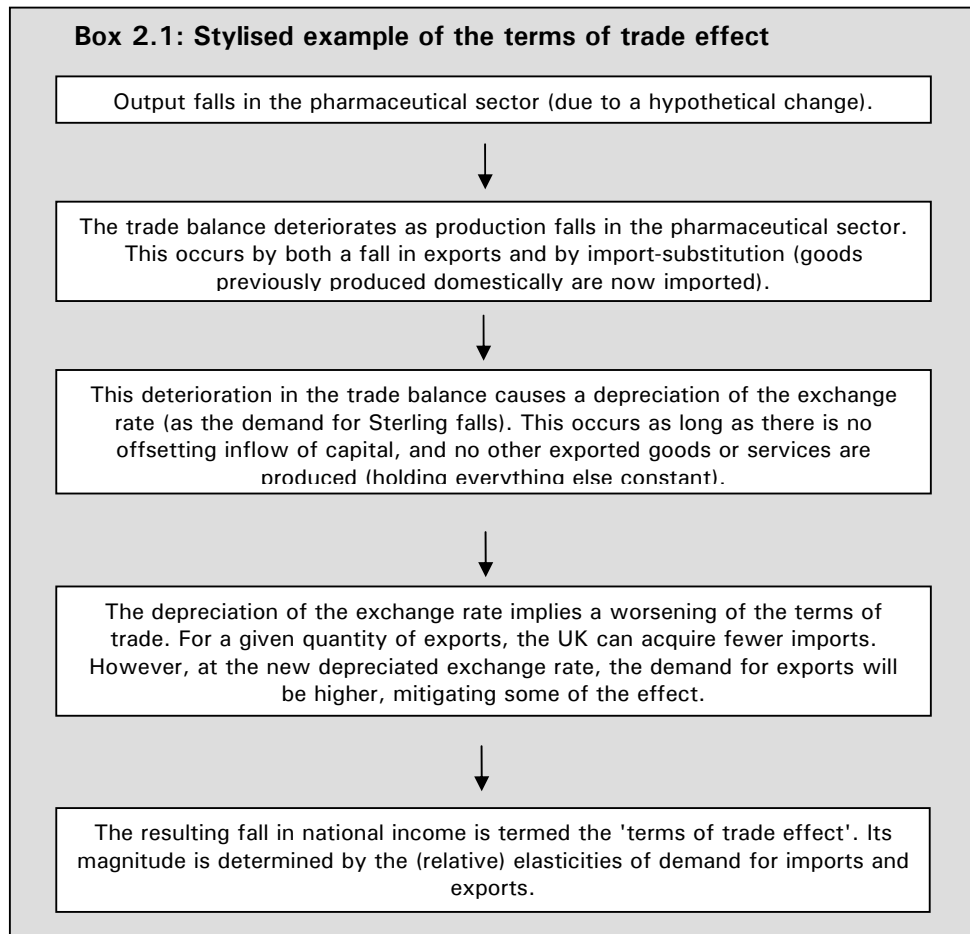 Box 2.1: Stylised example of the terms of trade effect
Output falls in the pharmaceutical sector (due to a hypothetical change).
The trade balance deteriorates as production falls in the pharmaceutical sector.
This occurs by both a fall in exports and by import-substitution (goods
previously produced domestically are now imported).
This deterioration in the trade balance causes a depreciation of the exchange
rate (as the demand for Sterling falls). This occurs as long as there is no
offsetting inflow of capital, and no other exported goods or services are
produced (holding everything else constant).
The depreciation of the exchange rate implies a worsening of the terms of
trade. For a given quantity of exports, the UK can acquire fewer imports.
However, at the new depreciated exchange rate, the demand for exports will
be higher, mitigating some of the effect.
The resulting fall in national income is termed the 'terms of trade effect'. Its
magnitude is determined by the (relative) elasticities of demand for imports and
exports.